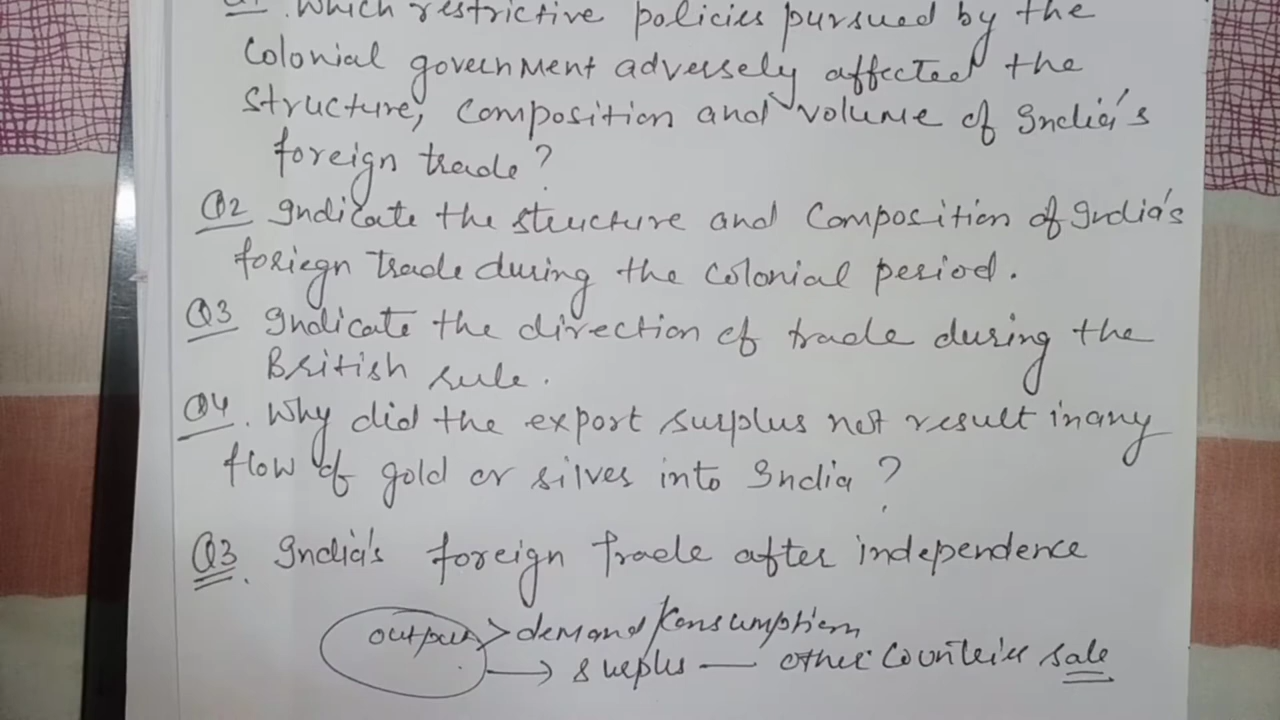 Q1. Which restrictive policies pursued by the
colonial government adversely affected the
structure, composition and volume of India's
foreign trade?
Q2 Indicate the structure and composition of India's
foriegn trade during the colonial period.
Q3 Indicate the direction of trade during the
British rule.
Q4. Why did the export surplus not result in any
flow of gold or silves into India?
Q3. India's foreign trade after independence
output > demand/Consumption
→ surplus — other Countries sale